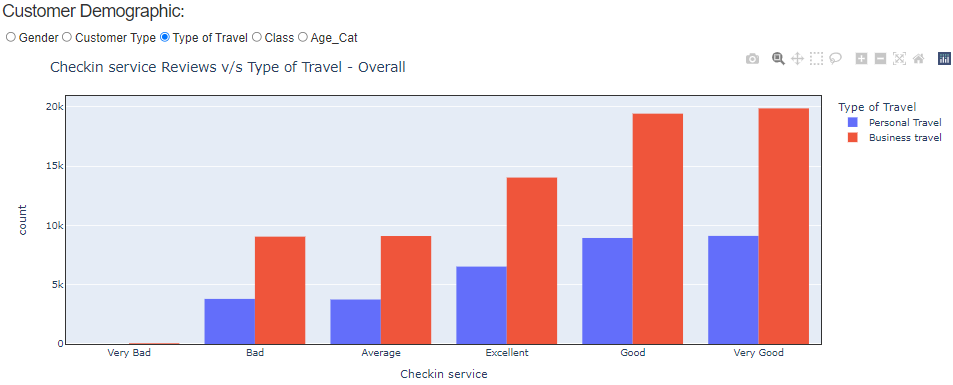 Customer Demographic:
Gender Customer Type Type of Travel Class Age_Cat
Checkin service Reviews v/s Type of Travel - Overall
Type of Travel
Personal Travel
Business travel
20k
15k
10k
5k
0
count
Very Bad Bad Average Excellent Good Very Good
Checkin service